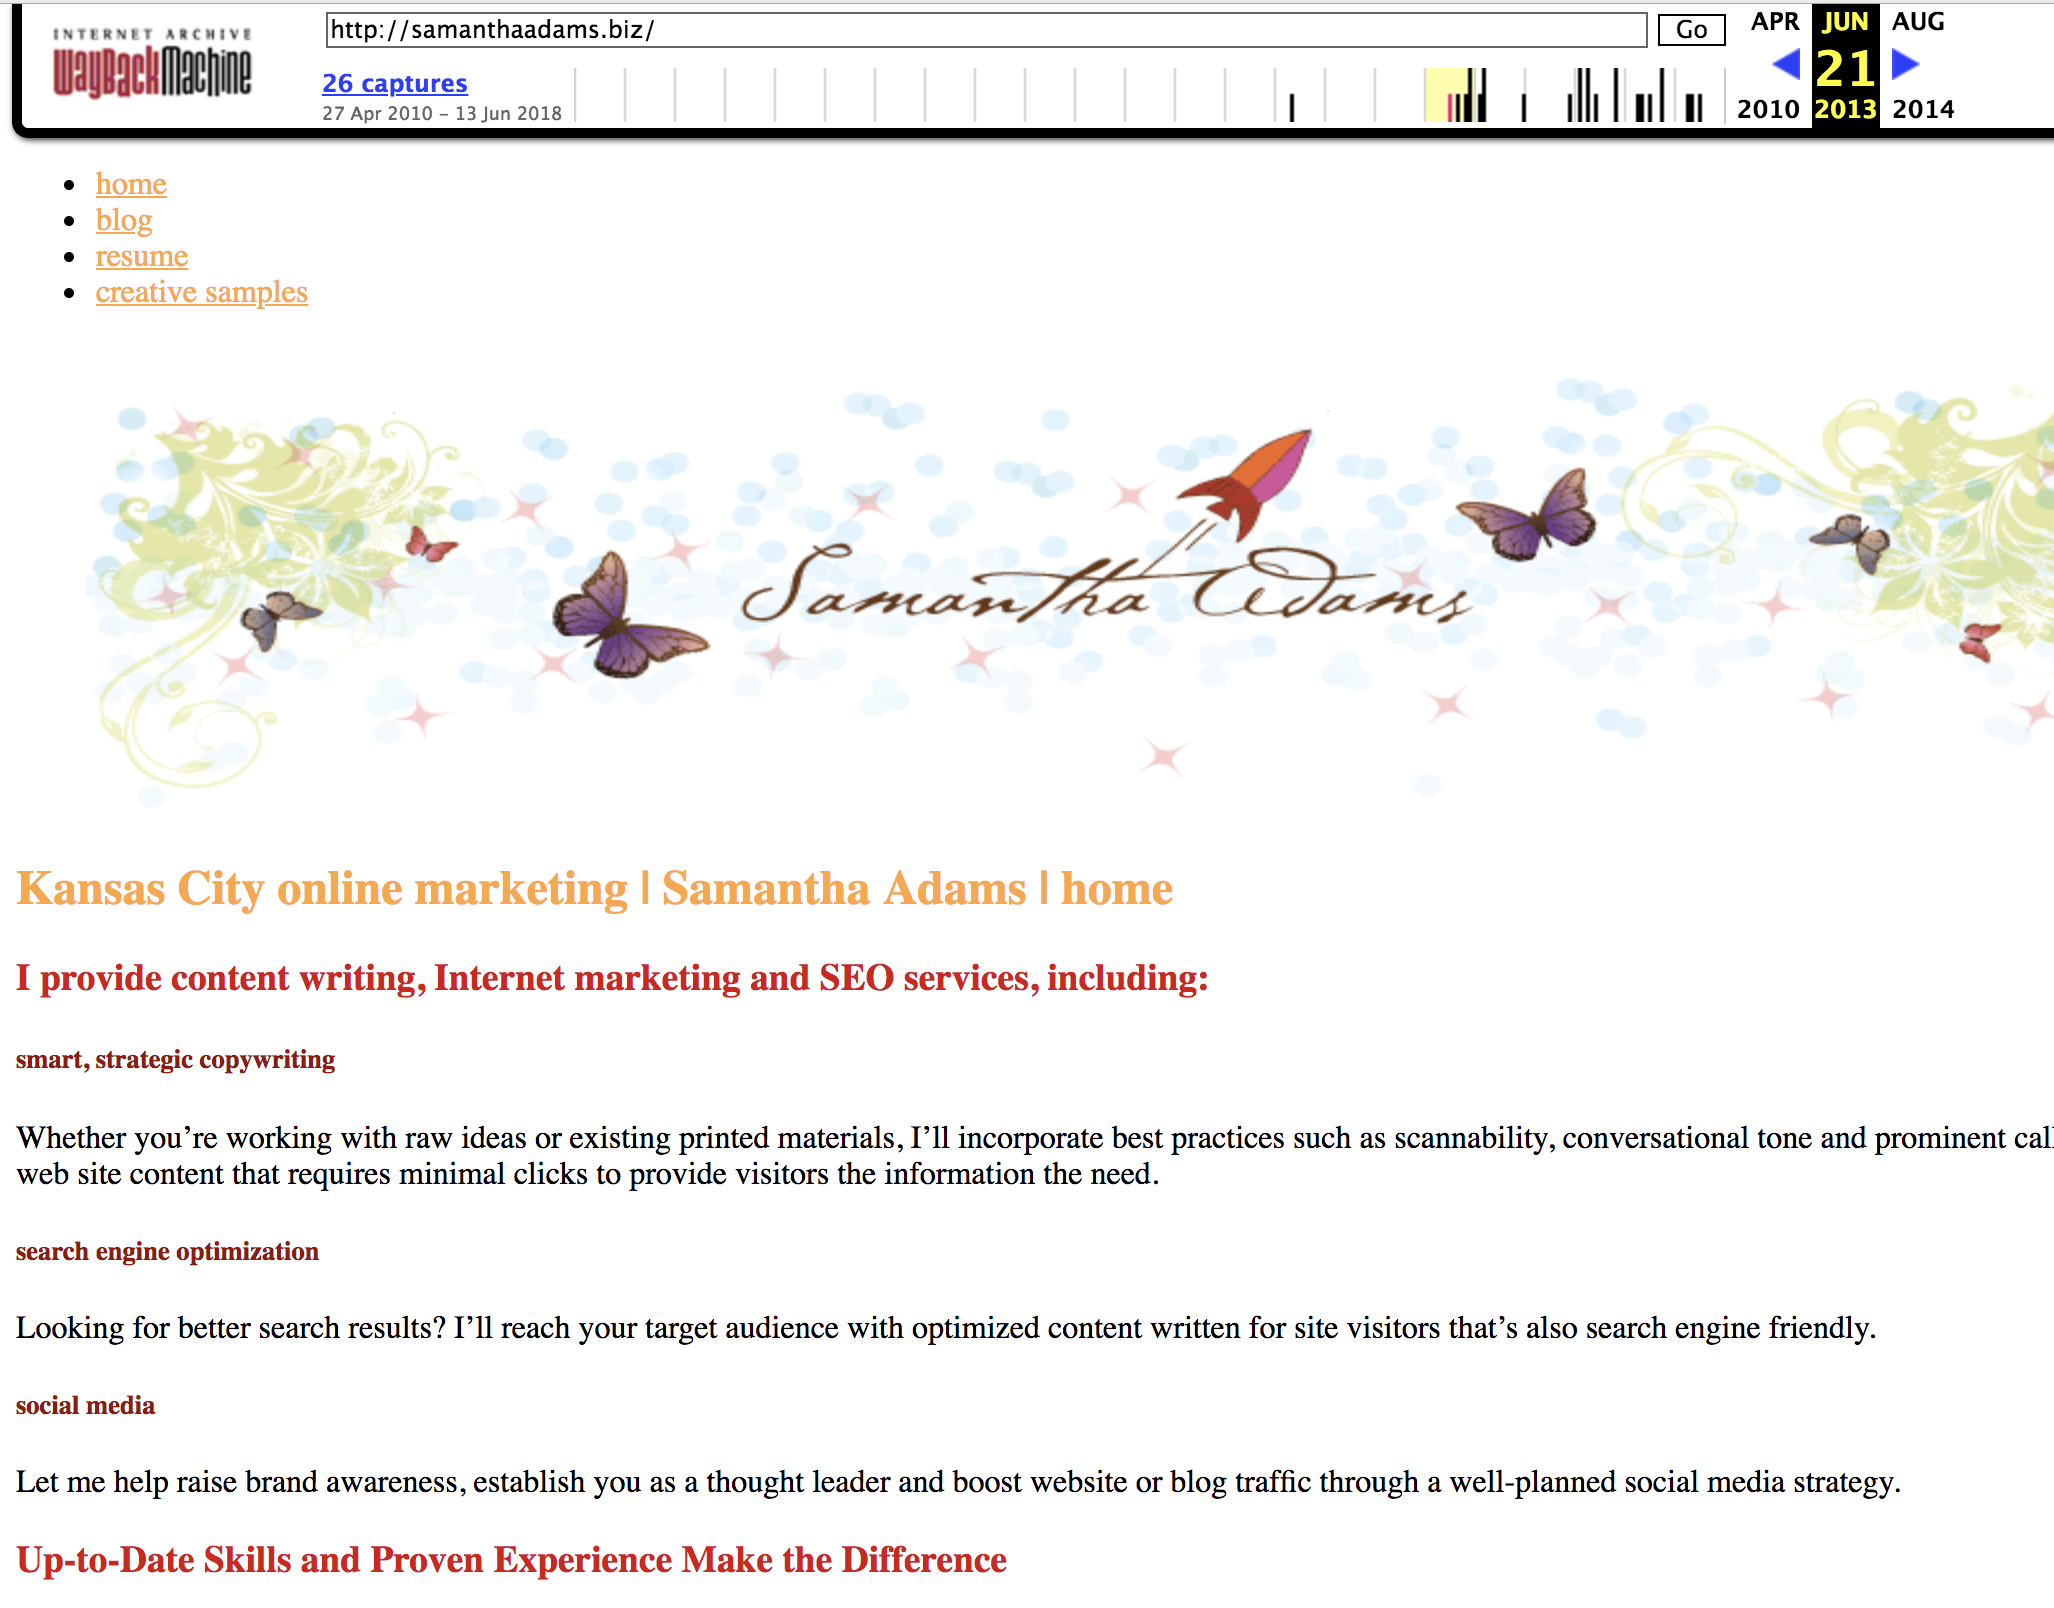 INTERNET ARCHIVE
WayBackMachine
http://samanthaadams.biz/
Go
APR JUN AUG
26 captures
21
27 Apr 2010 – 13 Jun 2018
2010 2013 2014
home
blog
resume
creative samples
Samantha Adams
Kansas City online marketing | Samantha Adams | home
I provide content writing, Internet marketing and SEO services, including:
smart, strategic copywriting
Whether you’re working with raw ideas or existing printed materials, I’ll incorporate best practices such as scannability, conversational tone and prominent call
web site content that requires minimal clicks to provide visitors the information the need.
search engine optimization
Looking for better search results? I’ll reach your target audience with optimized content written for site visitors that’s also search engine friendly.
social media
Let me help raise brand awareness, establish you as a thought leader and boost website or blog traffic through a well-planned social media strategy.
Up-to-Date Skills and Proven Experience Make the Difference